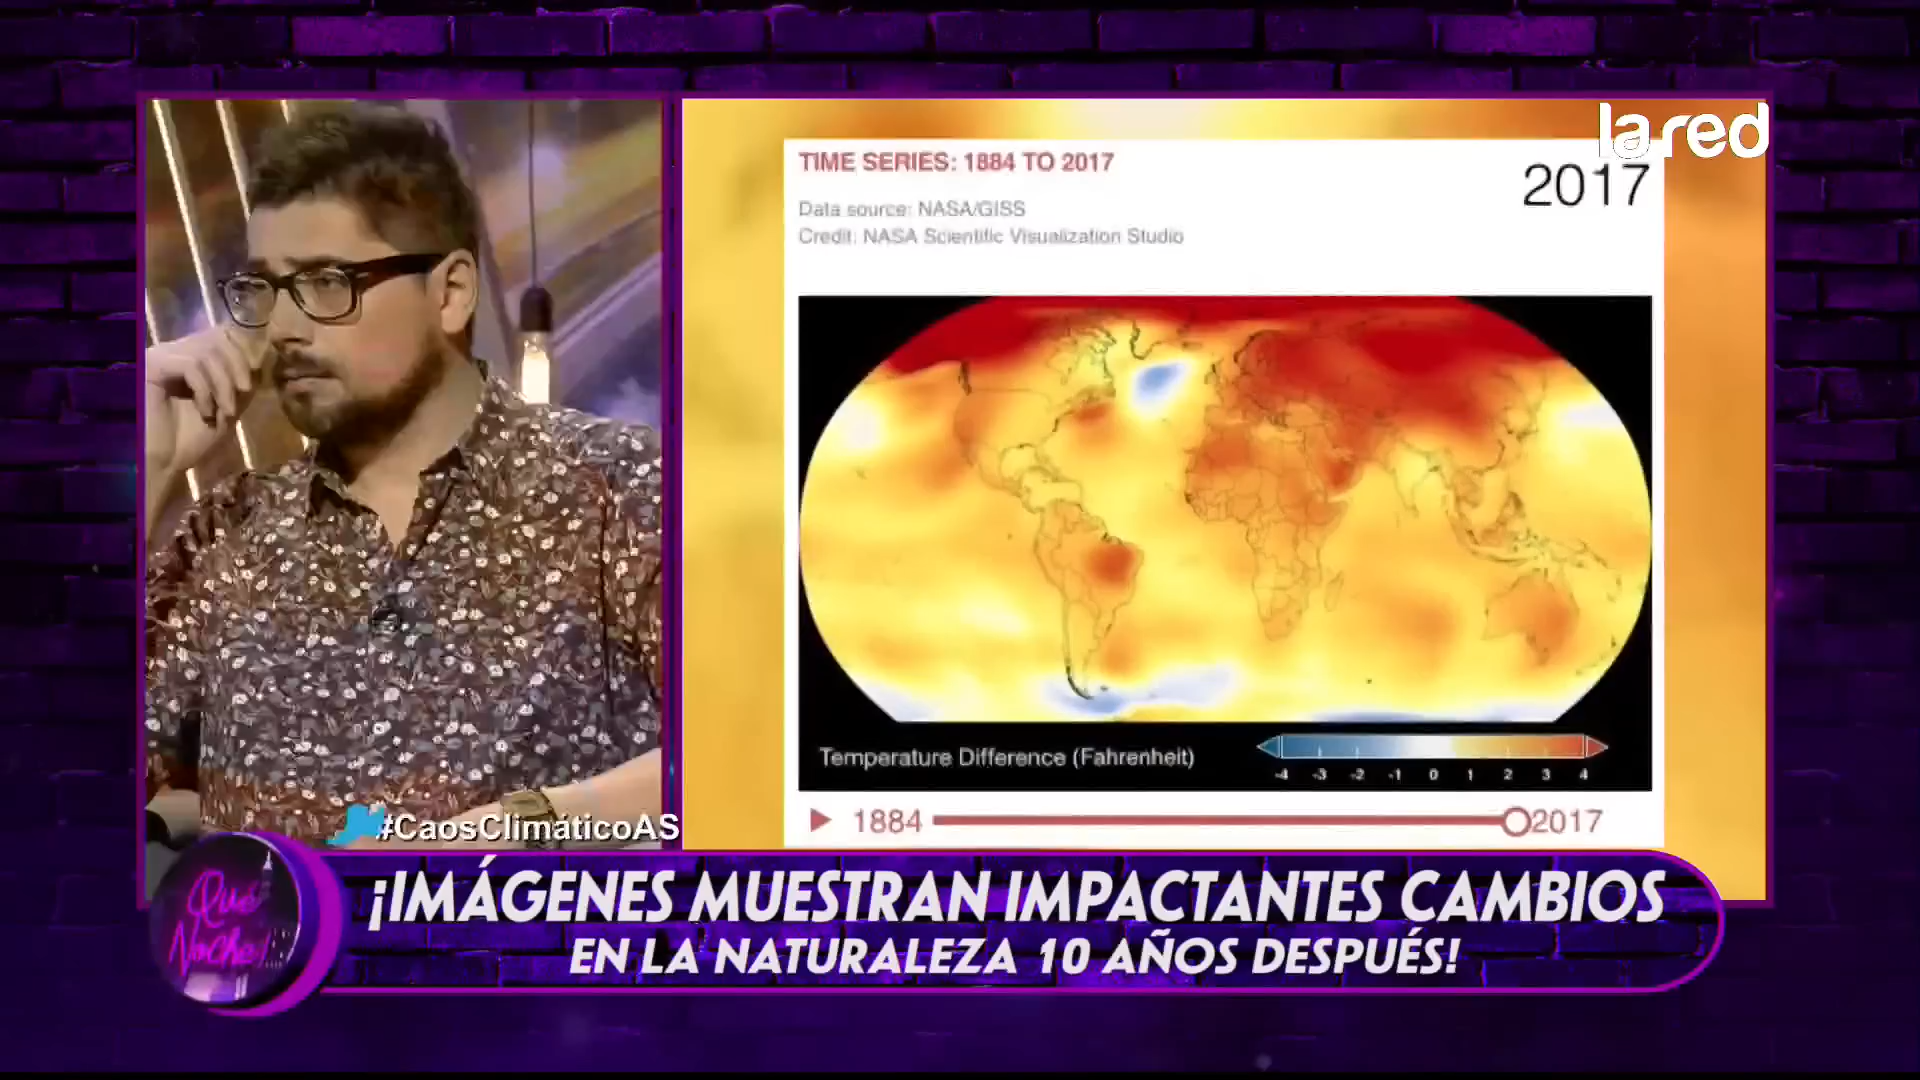 la red
TIME SERIES: 1884 TO 2017
2017
Data source: NASA/GISS
Credit: NASA Scientific Visualization Studio
Temperature Difference (Fahrenheit)
-4 -3 -2 -1 0 1 2 3 4
1884 2017
#CaosClimáticoAS
Qué
Noche!
¡IMÁGENES MUESTRAN IMPACTANTES CAMBIOS
EN LA NATURALEZA 10 AÑOS DESPUÉS!